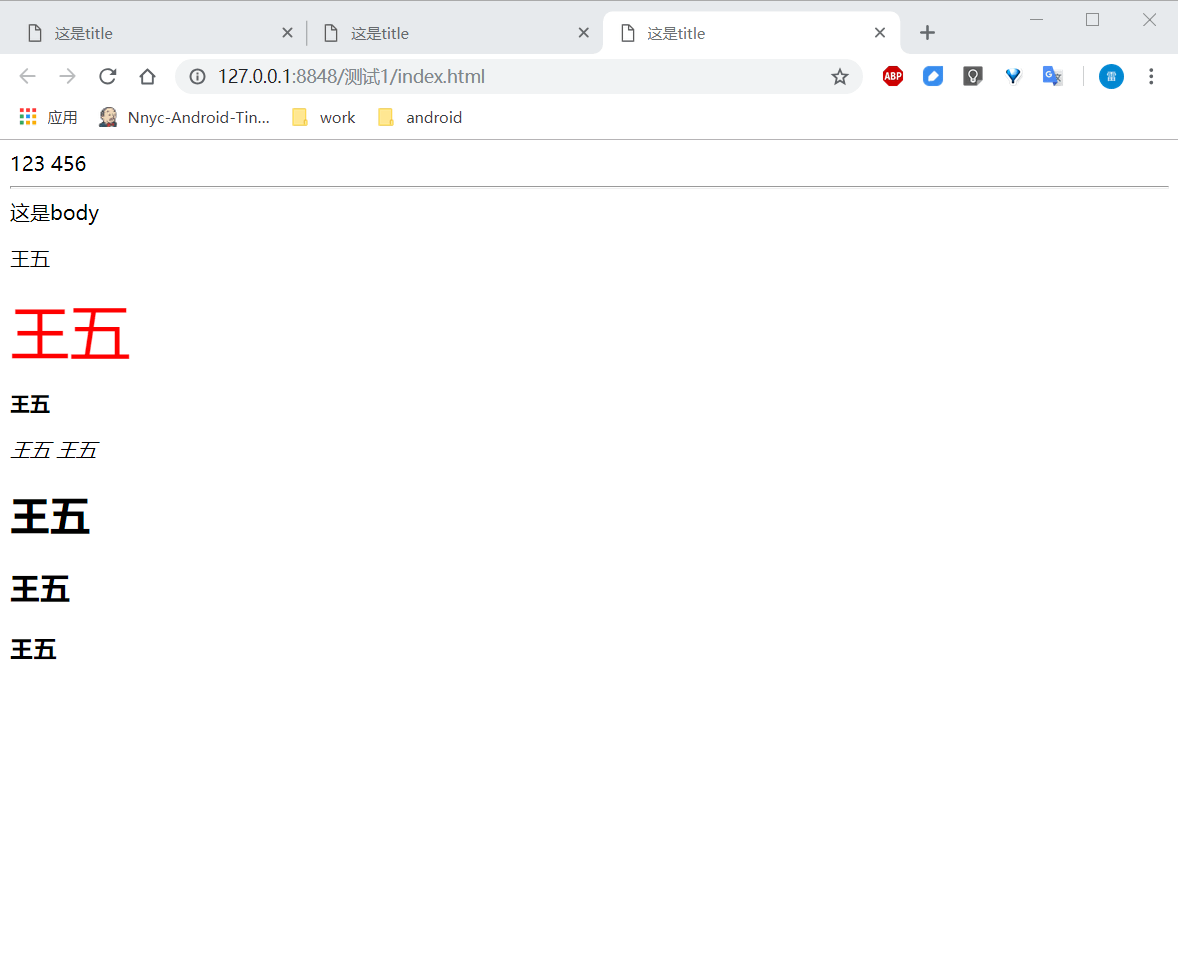 这是title 这是title 这是title
127.0.0.1:8848/测试1/index.html ABP 雷
应用 Nnyc-Android-Tin... work android
123 456
这是body
王五
王五
王五
王五 王五
王五
王五
王五